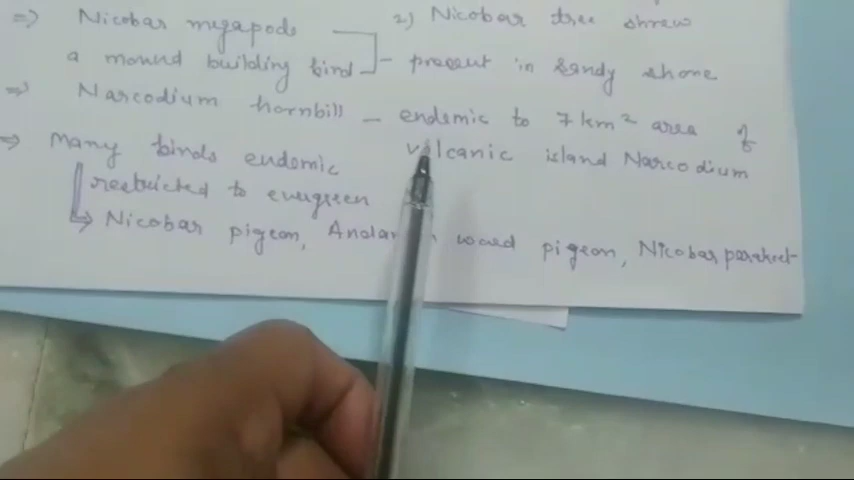 ⇒ Nicobar megapode 2) Nicobar tree shrew
a mound building bird - present in sandy shore
⇒ Narcodium hornbill - endemic to 7 km² area of
volcanic island Narcodium
⇒ Many birds endemic
restricted to evergreen
↳ Nicobar pigeon, wood pigeon, Nicobar parakeet